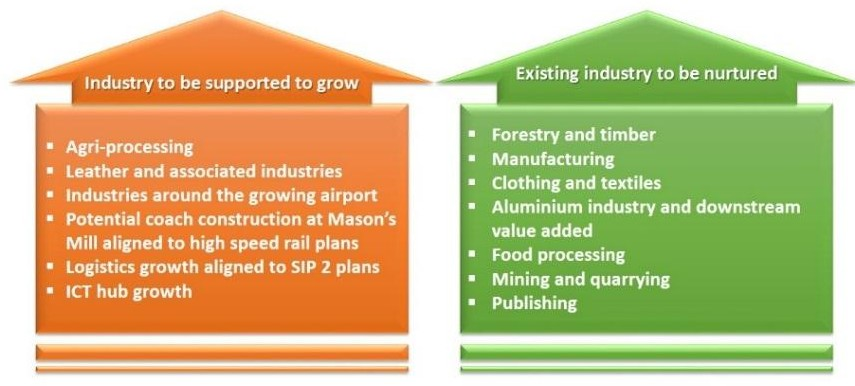 Industry to be supported to grow
▪ Agri-processing
▪ Leather and associated industries
▪ Industries around the growing airport
▪ Potential coach construction at Mason's
Mill aligned to high speed rail plans
▪ Logistics growth aligned to SIP 2 plans
▪ ICT hub growth
Existing industry to be nurtured
▪ Forestry and timber
▪ Manufacturing
▪ Clothing and textiles
▪ Aluminium industry and downstream
value added
▪ Food processing
▪ Mining and quarrying
▪ Publishing